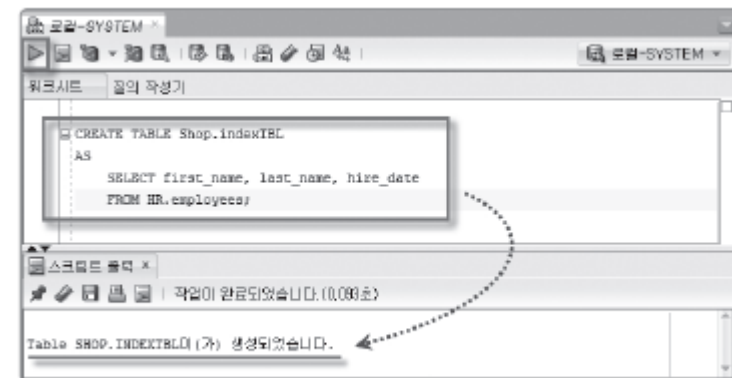 로컬-SYSTEM
로컬-SYSTEM
워크시트 질의 작성기
CREATE TABLE Shop.indexTBL
AS
SELECT first_name, last_name, hire_date
FROM HR.employees;
스크립트 출력 ×
작업이 완료되었습니다.(0,093초)
Table SHOP.INDEXTBL이(가) 생성되었습니다.